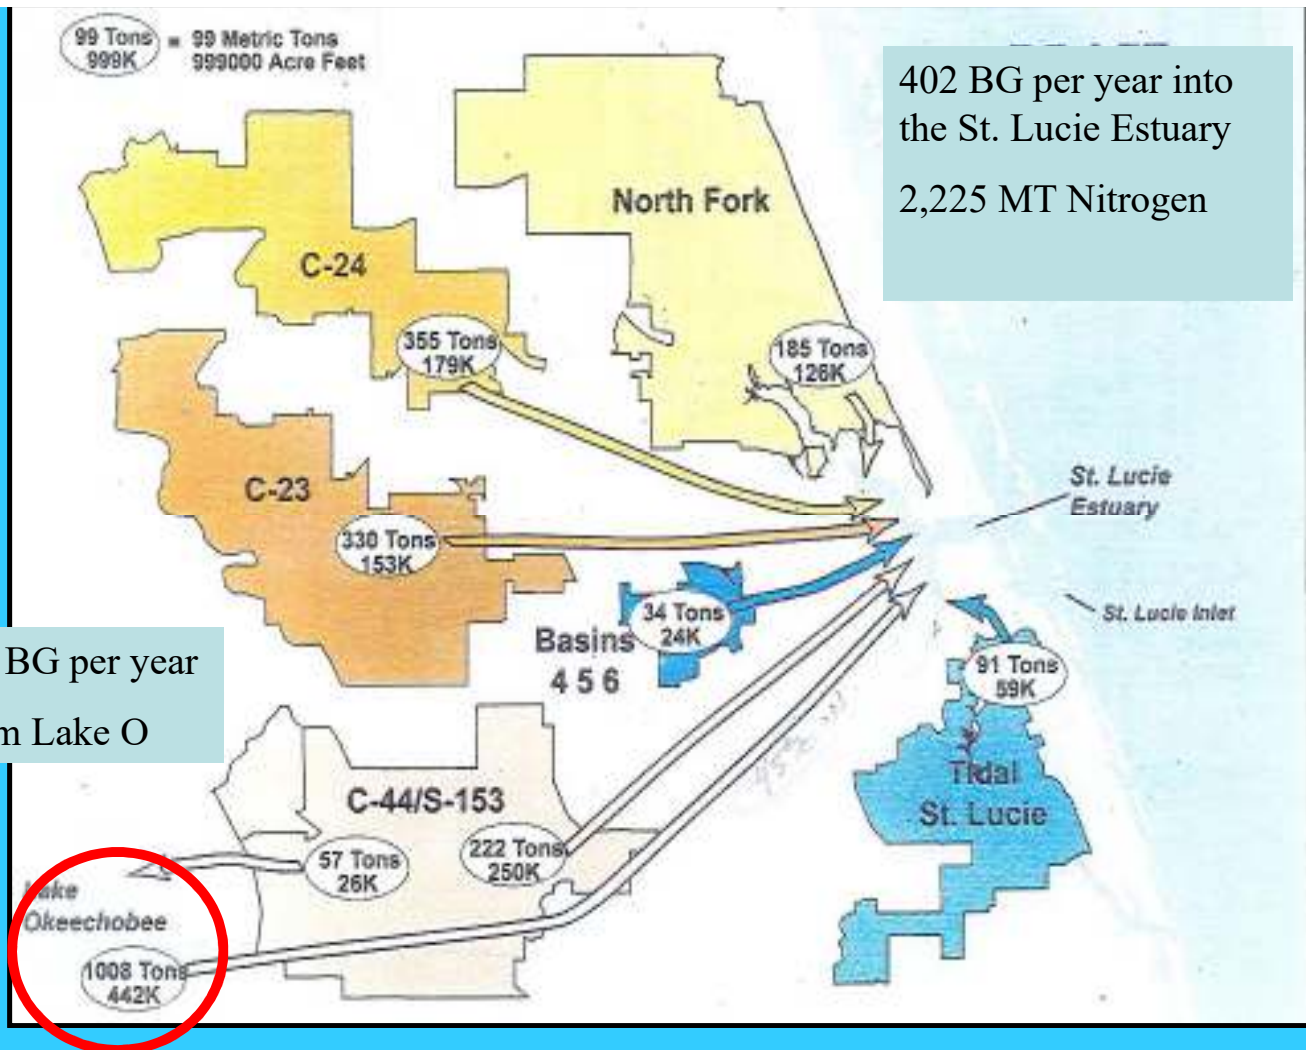 99 Tons
999K
= 99 Metric Tons
999000 Acre Feet
402 BG per year into
the St. Lucie Estuary
2,225 MT Nitrogen
North Fork
C-24
355 Tons
179K
185 Tons
126K
C-23
330 Tons
153K
St. Lucie
Estuary
St. Lucie Inlet
Basins
4 5 6
34 Tons
24K
91 Tons
59K
BG per year
m Lake O
Tidal
St. Lucie
C-44/S-153
57 Tons
26K
222 Tons
250K
Lake
Okeechobee
1008 Tons
442K